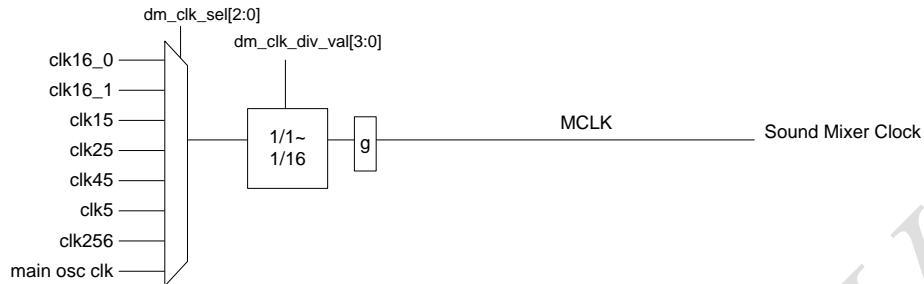 dm_clk_sel[2:0]
dm_clk_div_val[3:0]
clk16_0
clk16_1
clk15
clk25
clk45
clk5
clk256
main osc clk
1/1~
1/16
g
MCLK
Sound Mixer Clock